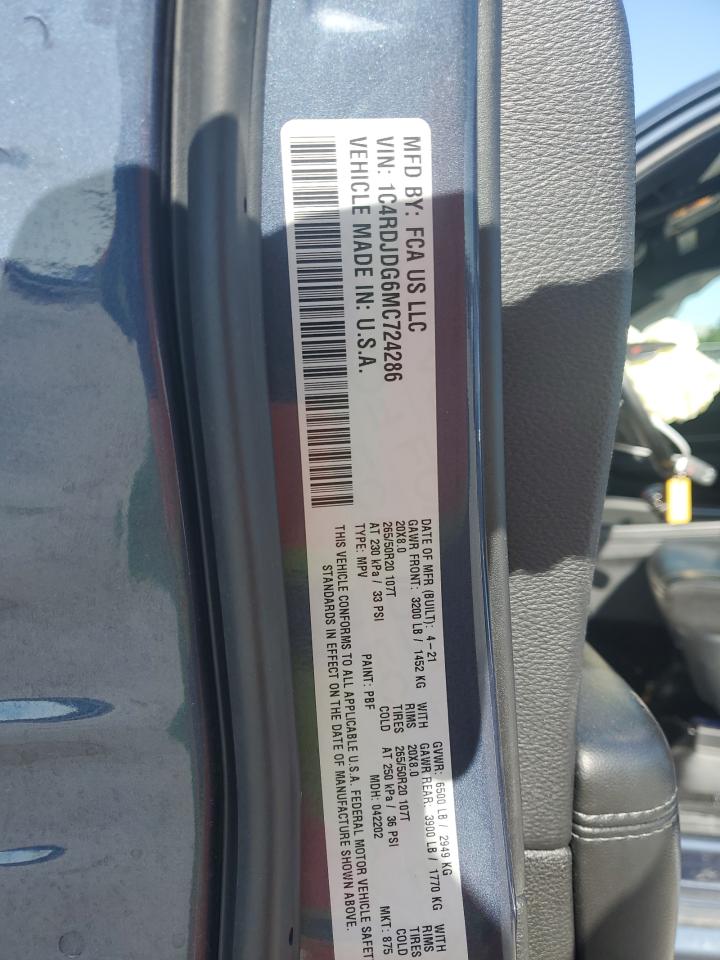 MFD BY: FCA US LLC
VIN: 1C4RDJDG6MC724286
VEHICLE MADE IN: U.S.A.
DATE OF MFR (BUILT): 4-21 GVWR: 6500 LB / 2949 KG
GAWR FRONT: 3200 LB / 1452 KG WITH GAWR REAR: 3900 LB / 1770 KG WITH
20X8.0 RIMS 20X8.0 RIMS
265/50R20 107T TIRES 265/50R20 107T TIRES
AT 230 kPa / 33 PSI COLD AT 250 kPa / 36 PSI COLD
TYPE: MPV PAINT: PBF MDH: 042202 MKT: 875
THIS VEHICLE CONFORMS TO ALL APPLICABLE U.S.A. FEDERAL MOTOR VEHICLE SAFET
STANDARDS IN EFFECT ON THE DATE OF MANUFACTURE SHOWN ABOVE.